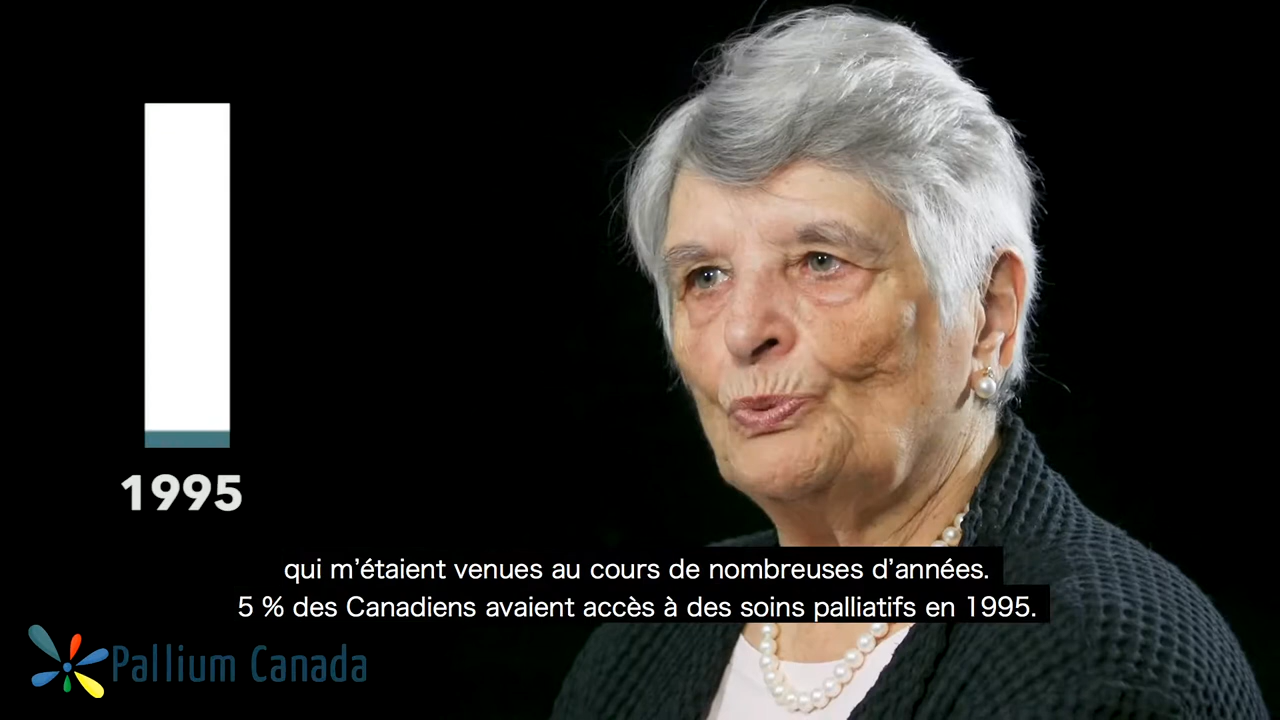 1995
qui m’étaient venues au cours de nombreuses d’années.
5 % des Canadiens avaient accès à des soins palliatifs en 1995.
Pallium Canada